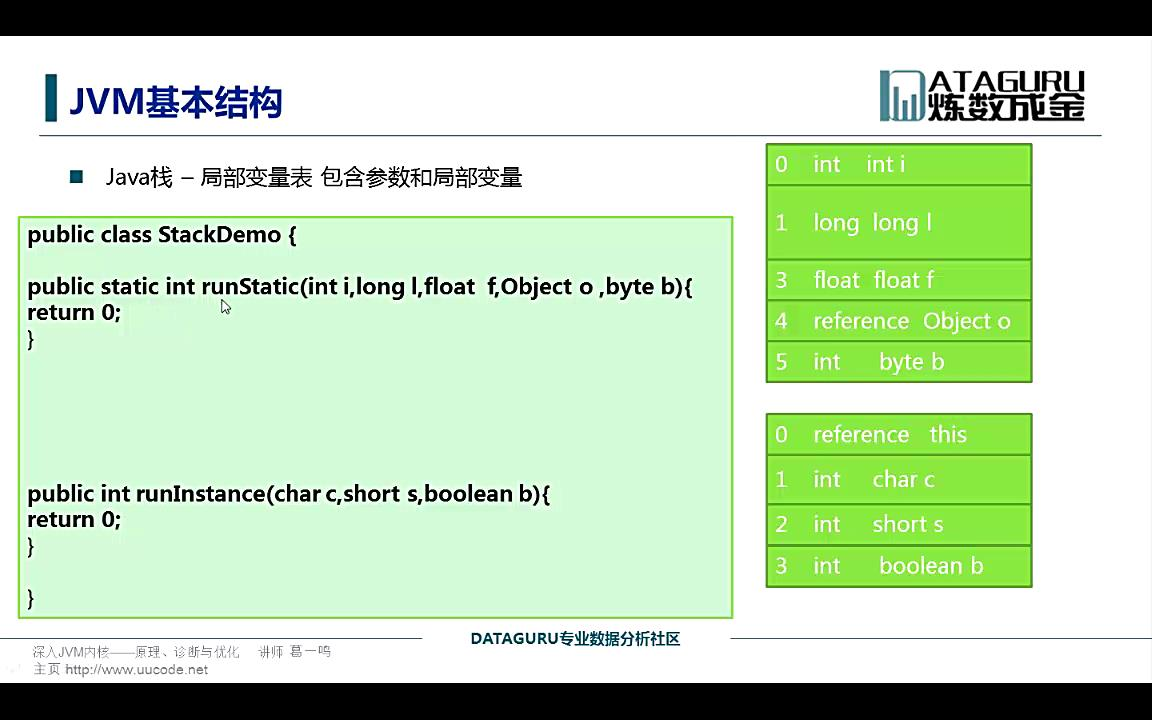 JVM基本结构
ATAGURU
炼数成金
Java栈 – 局部变量表 包含参数和局部变量
public class StackDemo {
public static int runStatic(int i,long l,float f,Object o ,byte b){
return 0;
}
public int runInstance(char c,short s,boolean b){
return 0;
}
}
0 int int i
1 long long l
3 float float f
4 reference Object o
5 int byte b
0 reference this
1 int char c
2 int short s
3 int boolean b
DATAGURU专业数据分析社区
深入JVM内核——原理、诊断与优化 讲师 葛一鸣
主页 http://www.uucode.net